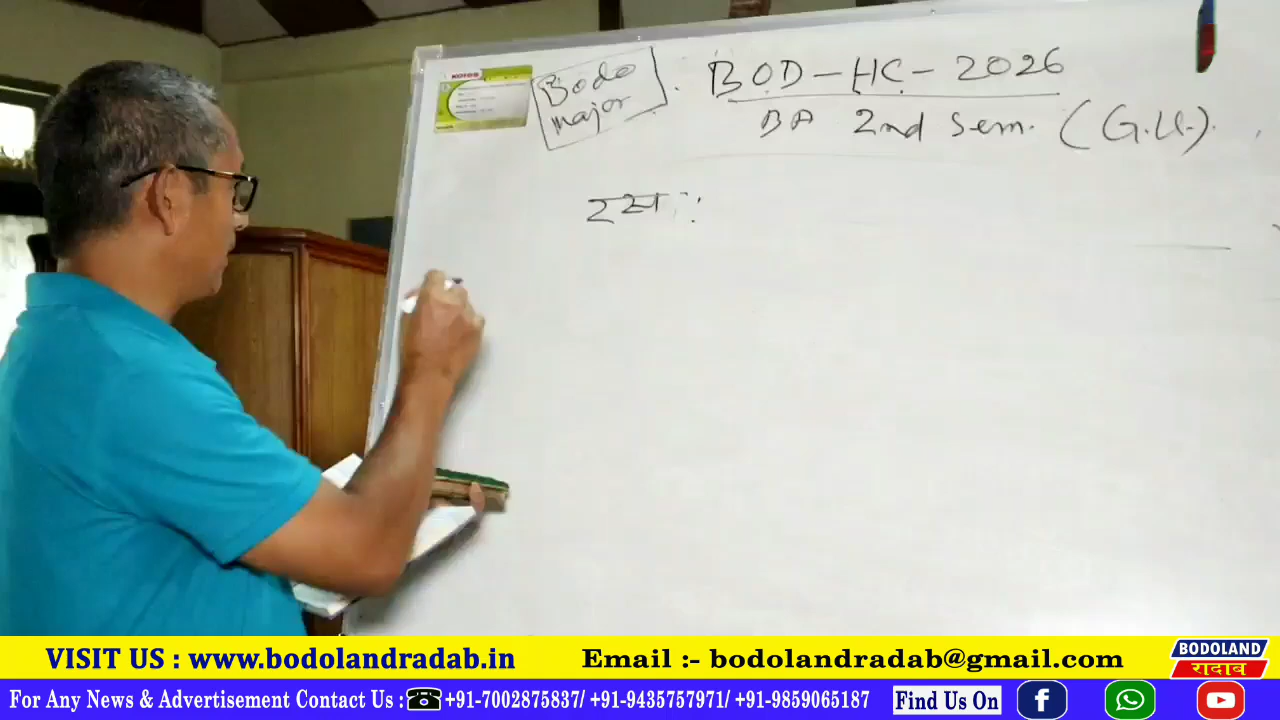 Bodo
major
BOD-HC-2026
BA 2nd Sem. (G.U.).
रस :
VISIT US : www.bodolandradab.in
Email :- bodolandradab@gmail.com
BODOLAND
रादाब
For Any News & Advertisement Contact Us : +91-7002875837/ +91-9435757971/ +91-9859065187
Find Us On